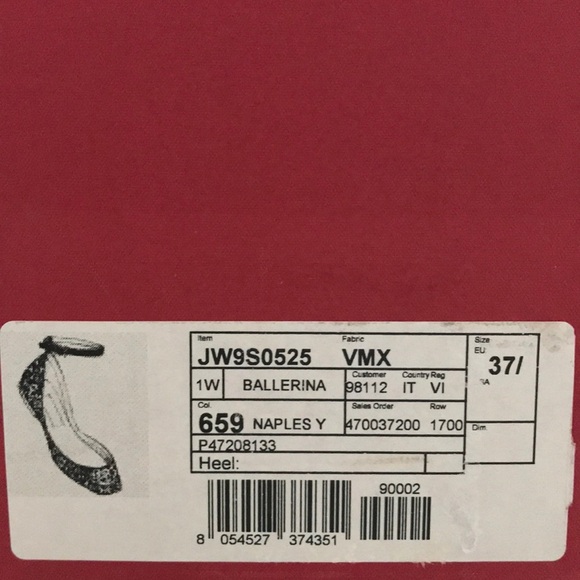 Item Fabric Size
JW9S0525 VMX EU 37/
1W BALLERINA Customer Country Reg
98112 IT VI
Col. Sales Order Row Dim.
659 NAPLES Y 470037200 1700
P47208133
Heel:
90002
8 054527 374351